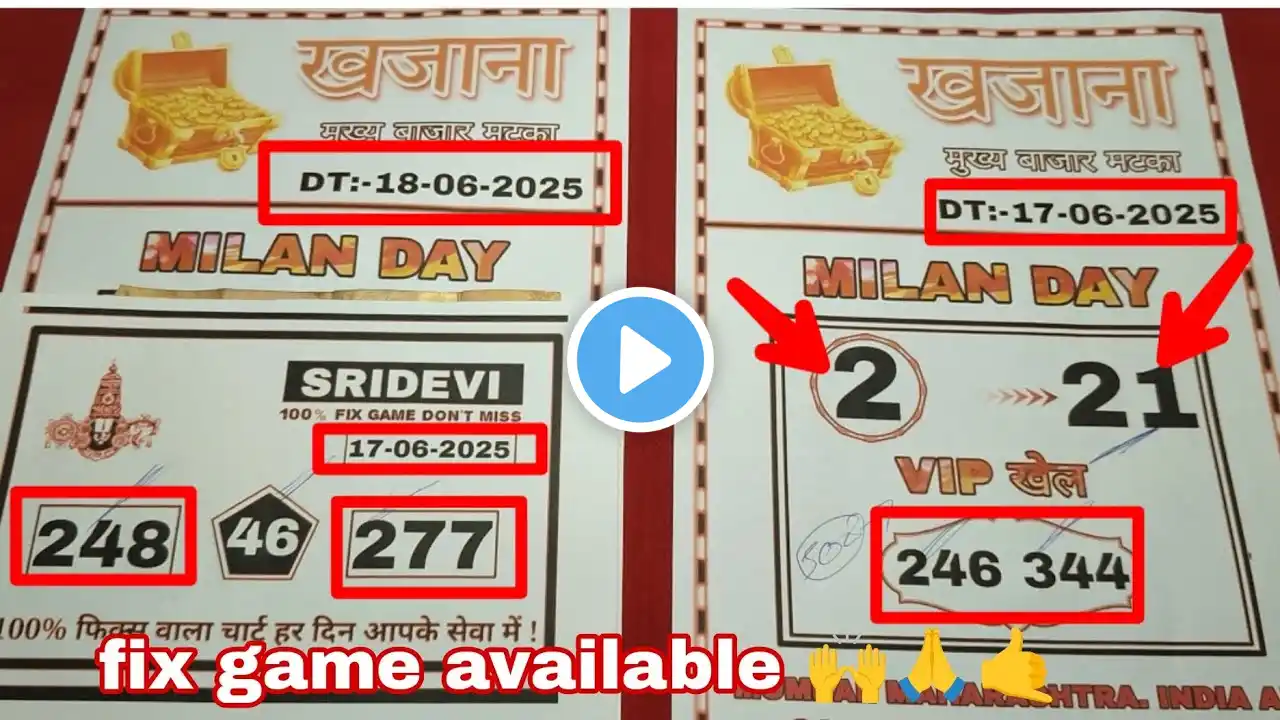 खजाना
मुख्य बाजार मटका
DT:-18-06-2025
MILAN DAY
SRIDEVI
100% FIX GAME DON'T MISS
17-06-2025
248
46
277
100% फिक्स वाला चार्ट हर दिन आपके सेवा में !
खजाना
मुख्य बाजार मटका
DT:-17-06-2025
MILAN DAY
2
21
VIP खेल
246 344
fix game available 🙌🙏🤙
MUMBAI MAHARASHTRA. INDIA